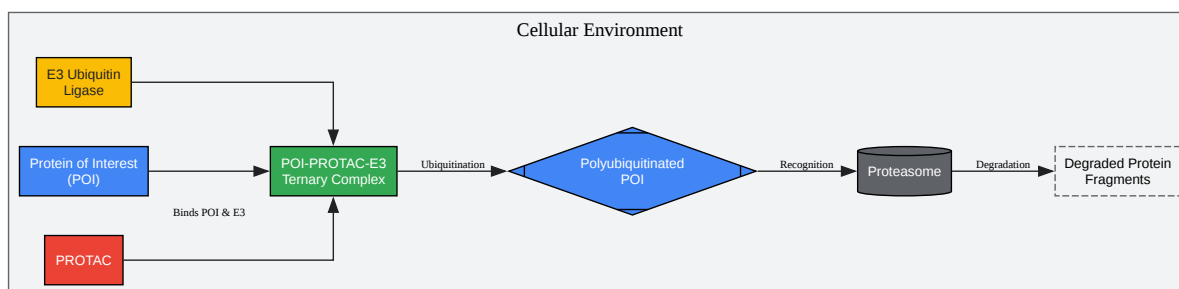 Cellular Environment
E3 Ubiquitin
Ligase
Protein of Interest
(POI)
POI-PROTAC-E3
Ternary Complex
Ubiquitination
Polyubiquitinated
POI
Recognition
Proteasome
Degradation
Degraded Protein
Fragments
Binds POI & E3
PROTAC